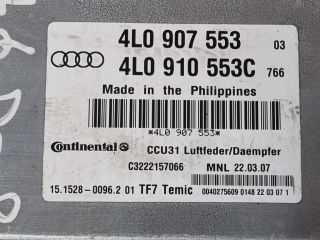 4L0 907 553 03
4L0 910 553C 766
Made in the Philippines
*4L0 907 553*
Continental CCU31 Luftfeder/Daempfer
C3222157066 MNL 22.03.07
15.1528-0096.2 01 TF7 Temic 0040275609 0148 22 03 07 1